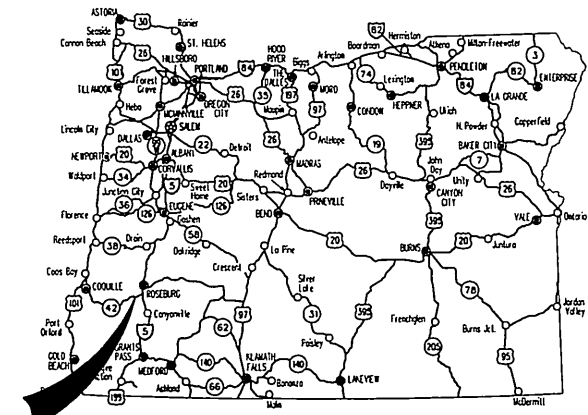 ASTORIA
30
Rainier
Seaside
Cannon Beach
26
ST. HELENS
HILLSBORO
Forest Grove
PORTLAND
84
HOOD RIVER
THE DALLES
Biggs
Arlington
Boardman
82
Hermiston
Athena
Milton-Freewater
PENDLETON
3
82
ENTERPRISE
84
LA GRANDE
101
TILLAMOOK
OREGON CITY
26
35
197
MORO
97
74
Lexington
CONDON
HEPPNER
Ukiah
Hebo
MCMINNVILLE
Maupin
N. Powder
Copperfield
Lincoln City
DALLAS
SALEM
22
Detroit
Antelope
19
395
BAKER CITY
NEWPORT
20
ALBANY
CORVALLIS
MADRAS
26
John Day
7
Waldport
34
Junction City
5
Sweet Home
20
Sisters
Redmond
Dayville
Unity
26
36
126
EUGENE
126
PRINEVILLE
CANYON CITY
Florence
Goshen
BEND
395
VALE
Ontario
Reedsport
38
Drain
58
Oakridge
La Pine
20
BURNS
20
Juntura
Coos Bay
Crescent
COQUILLE
ROSEBURG
Silver Lake
78
101
42
Canyonville
97
31
395
Jordan Valley
Port Orford
5
62
Frenchglen
Burns Jct.
GOLD BEACH
GRANTS PASS
140
KLAMATH FALLS
140
Paisley
205
95
MEDFORD
66
Bonanza
LAKEVIEW
199
Ashland
Malin
McDermitt